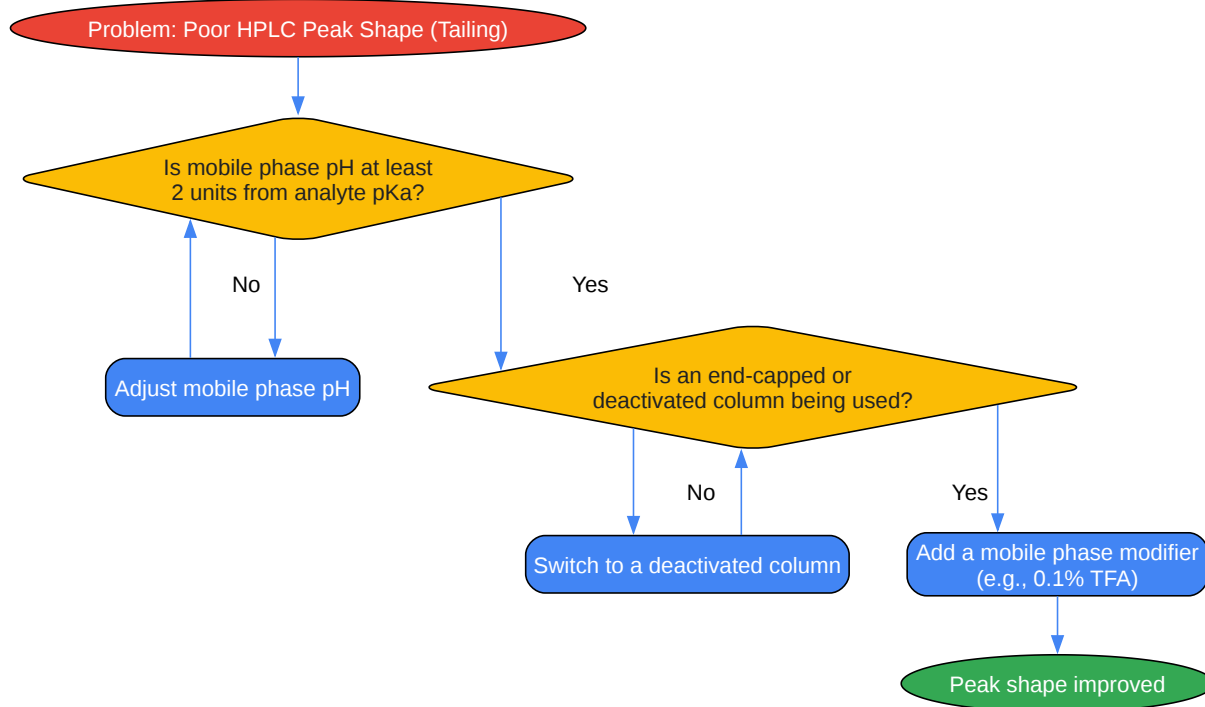 Problem: Poor HPLC Peak Shape (Tailing)
Is mobile phase pH at least
2 units from analyte pKa?
No
Yes
Adjust mobile phase pH
Is an end-capped or
deactivated column being used?
No
Yes
Switch to a deactivated column
Add a mobile phase modifier
(e.g., 0.1% TFA)
Peak shape improved